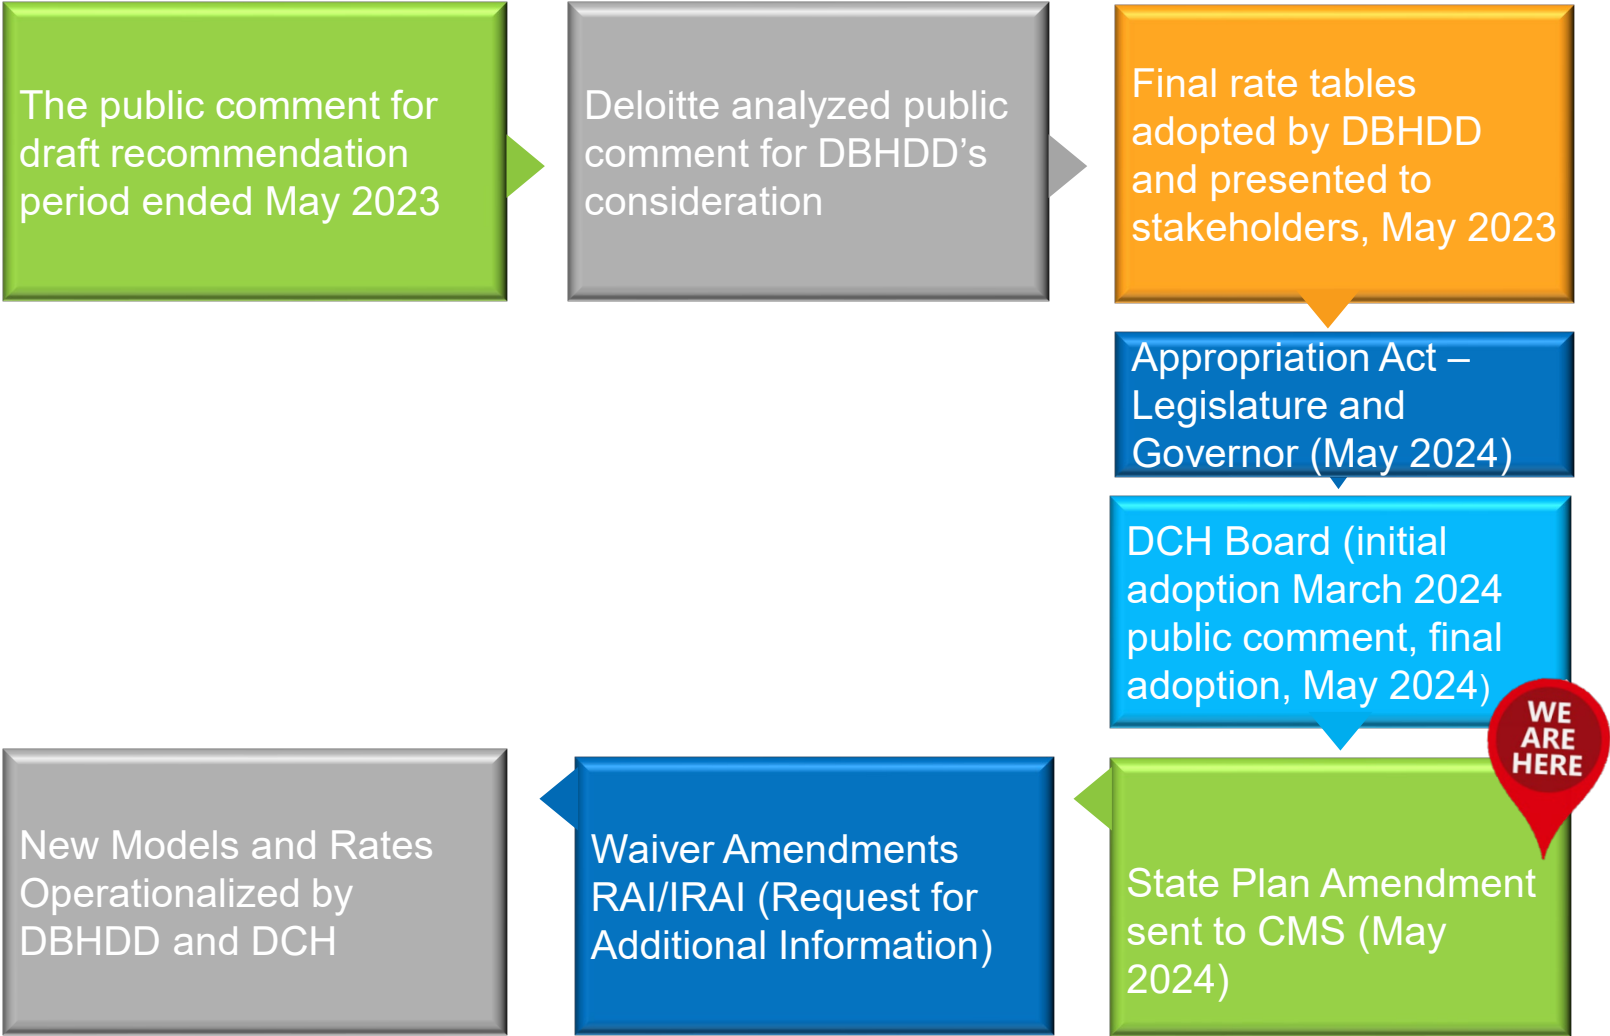 The public comment for
draft recommendation
period ended May 2023
Deloitte analyzed public
comment for DBHDD’s
consideration
Final rate tables
adopted by DBHDD
and presented to
stakeholders, May 2023
Appropriation Act –
Legislature and
Governor (May 2024)
DCH Board (initial
adoption March 2024
public comment, final
adoption, May 2024)
WE
ARE
HERE
State Plan Amendment
sent to CMS (May
2024)
Waiver Amendments
RAI/IRAI (Request for
Additional Information)
New Models and Rates
Operationalized by
DBHDD and DCH